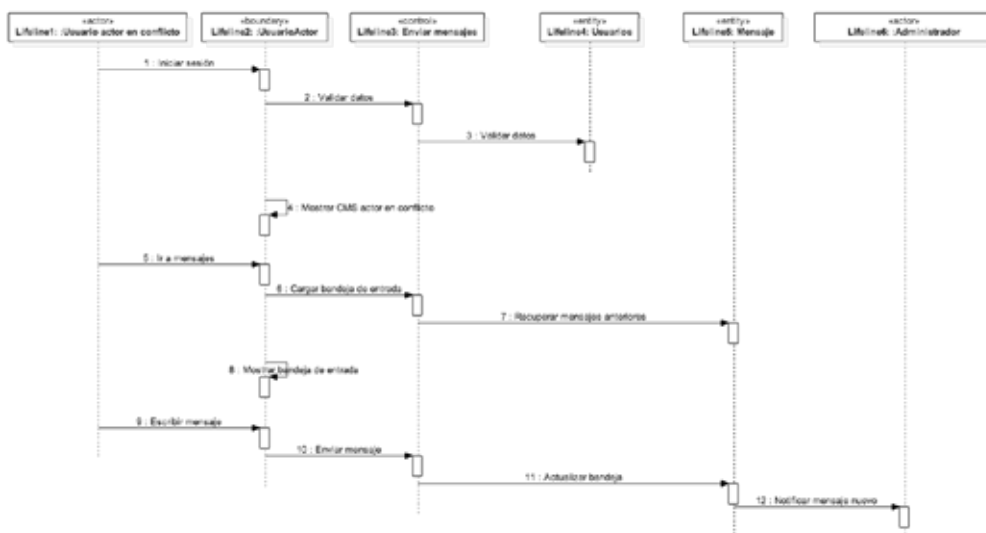 «actor»
Lifeline1: :Usuario actor en conflicto
«boundary»
Lifeline2: :UsuarioActor
«control»
Lifeline3: Enviar mensajes
«entity»
Lifeline4: Usuarios
«entity»
Lifeline5: Mensaje
«actor»
Lifeline6: :Administrador
1 : Iniciar sesión
2 : Validar datos
3 : Validar datos
4 : Mostrar CMS actor en conflicto
5 : Ir a mensajes
6 : Cargar bandeja de entrada
7 : Recuperar mensajes anteriores
8 : Mostrar bandeja de entrada
9 : Escribir mensaje
10 : Enviar mensaje
11 : Actualizar bandeja
12 : Notificar mensaje nuevo